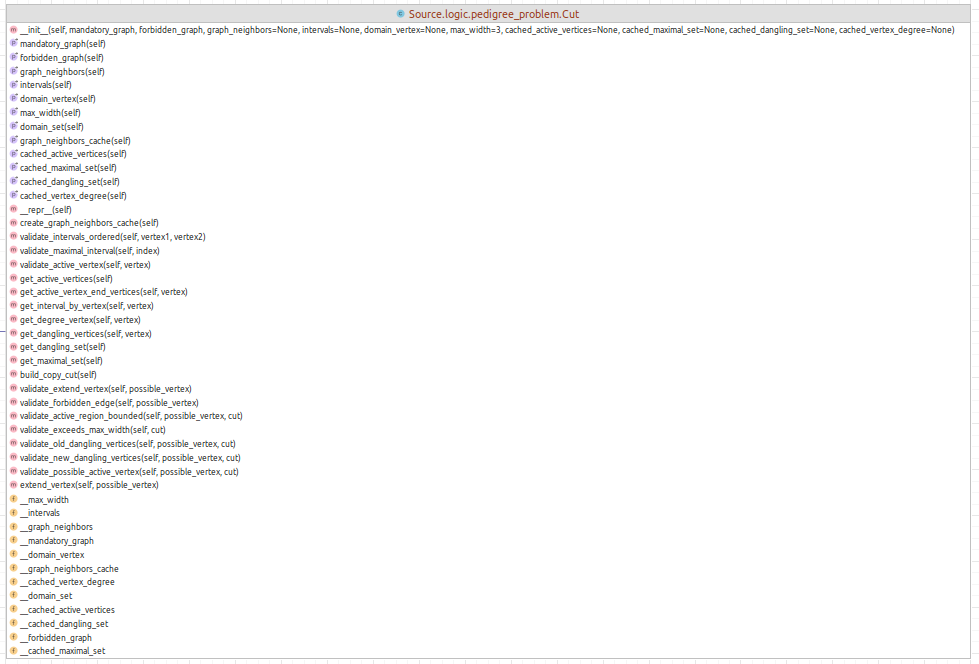 Source.logic.pedigree_problem.Cut
__init__(self, mandatory_graph, forbidden_graph, graph_neighbors=None, intervals=None, domain_vertex=None, max_width=3, cached_active_vertices=None, cached_maximal_set=None, cached_dangling_set=None, cached_vertex_degree=None)
mandatory_graph(self)
forbidden_graph(self)
graph_neighbors(self)
intervals(self)
domain_vertex(self)
max_width(self)
domain_set(self)
graph_neighbors_cache(self)
cached_active_vertices(self)
cached_maximal_set(self)
cached_dangling_set(self)
cached_vertex_degree(self)
__repr__(self)
create_graph_neighbors_cache(self)
validate_intervals_ordered(self, vertex1, vertex2)
validate_maximal_interval(self, index)
validate_active_vertex(self, vertex)
get_active_vertices(self)
get_active_vertex_end_vertices(self, vertex)
get_interval_by_vertex(self, vertex)
get_degree_vertex(self, vertex)
get_dangling_vertices(self, vertex)
get_dangling_set(self)
get_maximal_set(self)
build_copy_cut(self)
validate_extend_vertex(self, possible_vertex)
validate_forbidden_edge(self, possible_vertex)
validate_active_region_bounded(self, possible_vertex, cut)
validate_exceeds_max_width(self, cut)
validate_old_dangling_vertices(self, possible_vertex, cut)
validate_new_dangling_vertices(self, possible_vertex, cut)
validate_possible_active_vertex(self, possible_vertex, cut)
extend_vertex(self, possible_vertex)
__max_width
__intervals
__graph_neighbors
__mandatory_graph
__domain_vertex
__graph_neighbors_cache
__cached_vertex_degree
__domain_set
__cached_active_vertices
__cached_dangling_set
__forbidden_graph
__cached_maximal_set